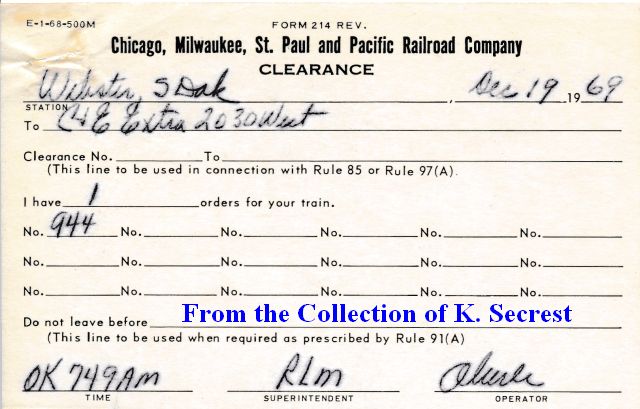 E-1-68-500M
FORM 214 REV.
Chicago, Milwaukee, St. Paul and Pacific Railroad Company
CLEARANCE
Webster, S Dak, Dec 19 1969
STATION
To C&E Extra 2030 West
Clearance No. To
(This line to be used in connection with Rule 85 or Rule 97(A).
I have 1 orders for your train.
No. 944 No. No. No. No. No.
No. No. No. No. No. No.
No. No. No. No. No. No.
From the Collection of K. Secrest
Do not leave before
(This line to be used when required as prescribed by Rule 91(A)
OK 749AM RLM
TIME SUPERINTENDENT OPERATOR